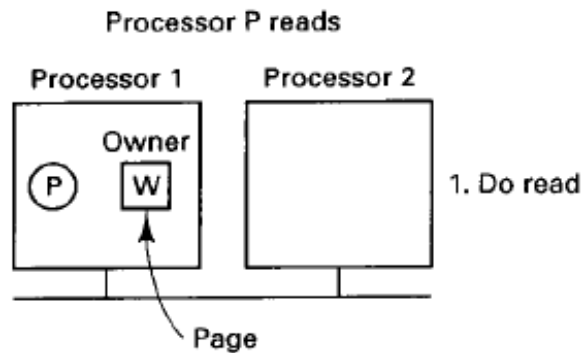 Processor P reads
Processor 1
Processor 2
Owner
P
W
1. Do read
Page